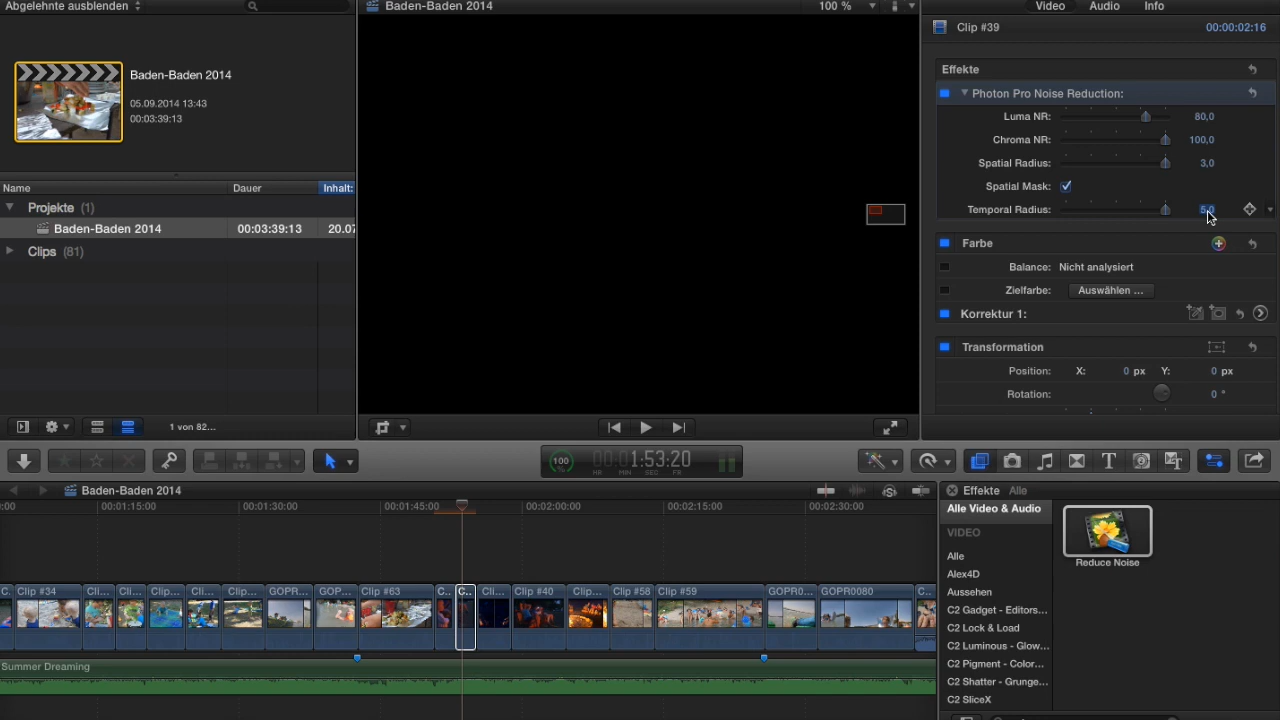 Abgelehnte ausblenden
Baden-Baden 2014
100 %
Video Audio Info
Clip #39 00:00:02:16
Baden-Baden 2014
05.09.2014 13:43
00:03:39:13
Name Dauer Inhalt:
Projekte (1)
Baden-Baden 2014 00:03:39:13 20.07
Clips (81)
1 von 82...
Effekte
Photon Pro Noise Reduction:
Luma NR: 80,0
Chroma NR: 100,0
Spatial Radius: 3,0
Spatial Mask:
Temporal Radius: 5,0
Farbe
Balance: Nicht analysiert
Zielfarbe: Auswählen ...
Korrektur 1:
Transformation
Position: X: 0 px Y: 0 px
Rotation: 0 °
100 00:01:53:20
HR MIN SEC FR
Baden-Baden 2014
:00 00:01:15:00 00:01:30:00 00:01:45:00 00:02:00:00 00:02:15:00 00:02:30:00
C. Clip #34 Cli... Cli... Clip... Cli... Clip... GOPR... GOP... Clip #63 C.. C.. Cli... Clip #40 Clip... Clip #58 Clip #59 GOPR0... GOPR0080 C..
Summer Dreaming
Effekte Alle
Alle Video & Audio
VIDEO
Alle
Alex4D
Aussehen
C2 Gadget - Editors...
C2 Lock & Load
C2 Luminous - Glow...
C2 Pigment - Color...
C2 Shatter - Grunge...
C2 SliceX
Reduce Noise